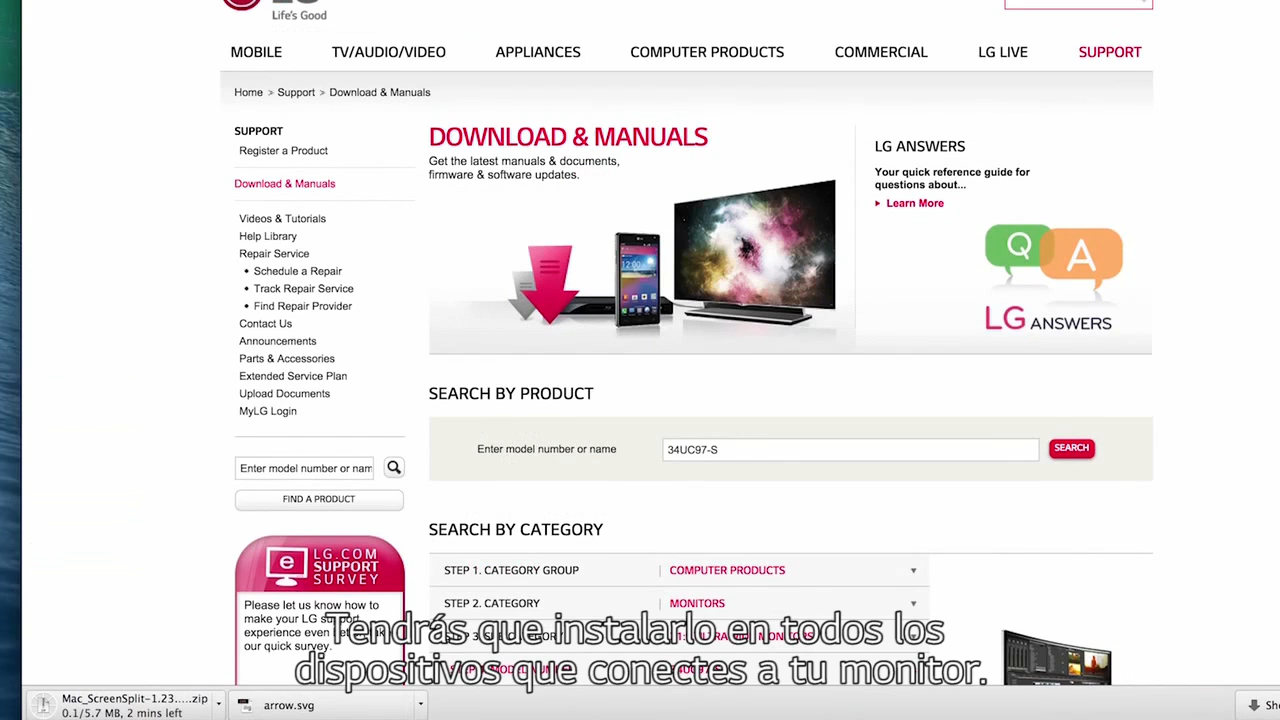 Life's Good
MOBILE
TV/AUDIO/VIDEO
APPLIANCES
COMPUTER PRODUCTS
COMMERCIAL
LG LIVE
SUPPORT
Home > Support > Download & Manuals
SUPPORT
Register a Product
Download & Manuals
Videos & Tutorials
Help Library
Repair Service
• Schedule a Repair
• Track Repair Service
• Find Repair Provider
Contact Us
Announcements
Parts & Accessories
Extended Service Plan
Upload Documents
MyLG Login
Enter model number or nam
FIND A PRODUCT
e
LG.COM
SUPPORT
SURVEY
Please let us know how to
make your LG support
experience even
our quick survey.
DOWNLOAD & MANUALS
Get the latest manuals & documents,
firmware & software updates.
12:00
LG ANSWERS
Your quick reference guide for
questions about...
Learn More
Q A
LG ANSWERS
SEARCH BY PRODUCT
Enter model number or name
34UC97-S
SEARCH
SEARCH BY CATEGORY
STEP 1. CATEGORY GROUP | COMPUTER PRODUCTS
STEP 2. CATEGORY | MONITORS
Tendrás que instalarlo en todos los
dispositivos que conectes a tu monitor.
Mac_ScreenSplit-1.23.....zip
0.1/5.7 MB, 2 mins left
arrow.svg